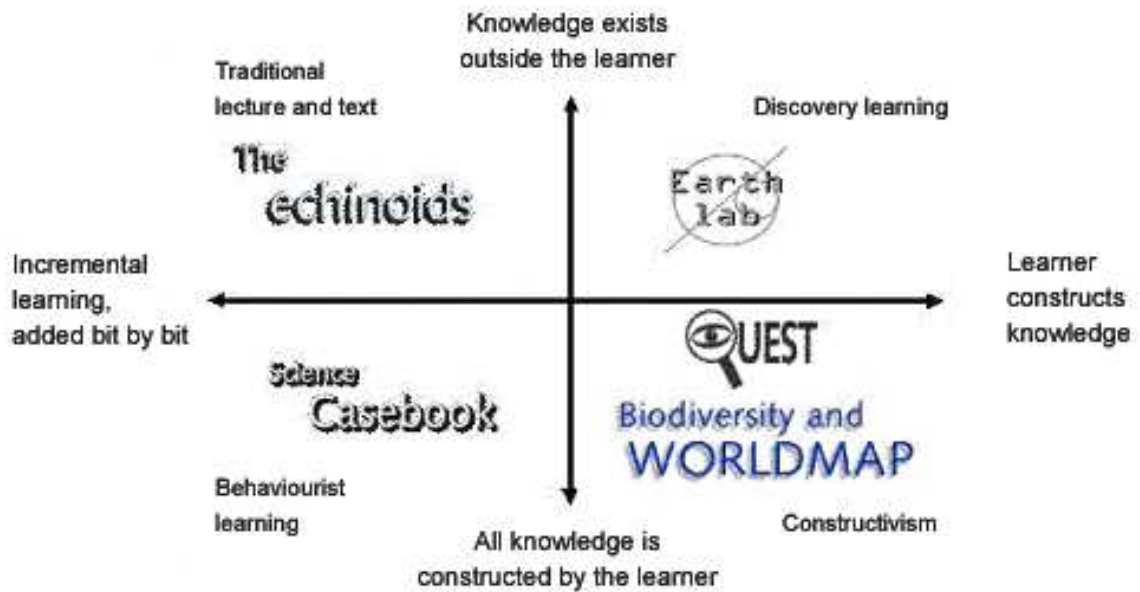 Knowledge exists
outside the learner
Traditional
lecture and text
Discovery learning
The
echinoids
Earth
lab
Incremental
learning,
added bit by bit
Learner
constructs
knowledge
QUEST
Science
Casebook
Biodiversity and
WORLDMAP
Behaviourist
learning
Constructivism
All knowledge is
constructed by the learner